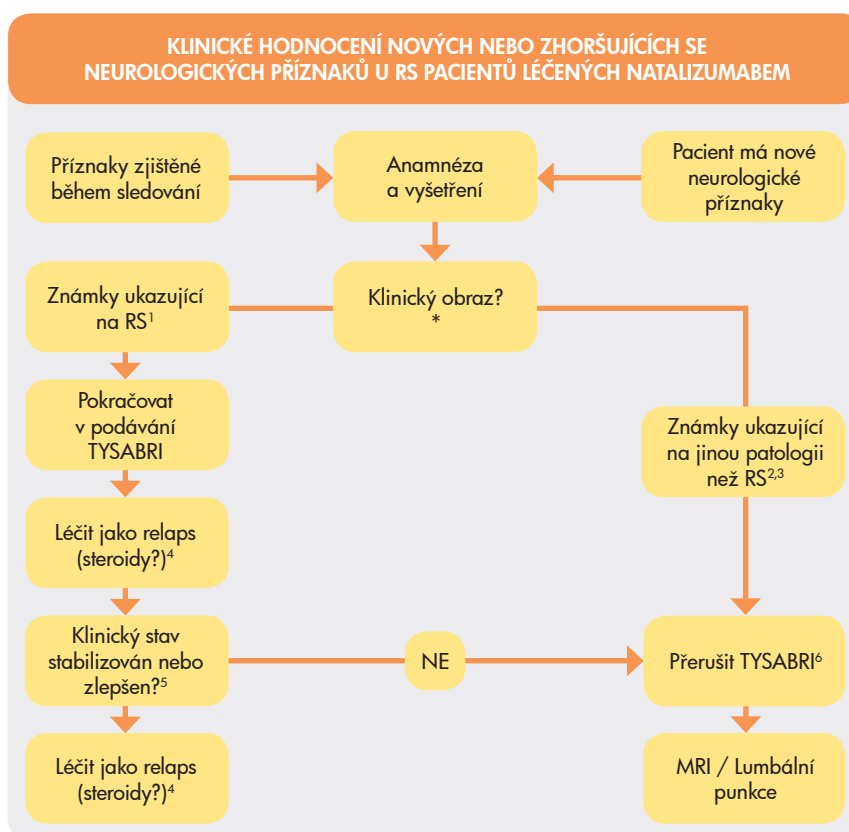 KLINICKÉ HODNOCENÍ NOVÝCH NEBO ZHORŠUJÍCÍCH SE
NEUROLOGICKÝCH PŘÍZNAKŮ U RS PACIENTŮ LÉČENÝCH NATALIZUMABEM
Příznaky zjištěné
během sledování
Anamnéza
a vyšetření
Pacient má nové
neurologické
příznaky
Známky ukazující
na RS¹
Klinický obraz?
*
Pokračovat
v podávání
TYSABRI
Známky ukazující
na jinou patologii
než RS²,³
Léčit jako relaps
(steroidy?)⁴
Klinický stav
stabilizován nebo
zlepšen?⁵
NE
Přerušit TYSABRI⁶
Léčit jako relaps
(steroidy?)⁴
MRI / Lumbální
punkce